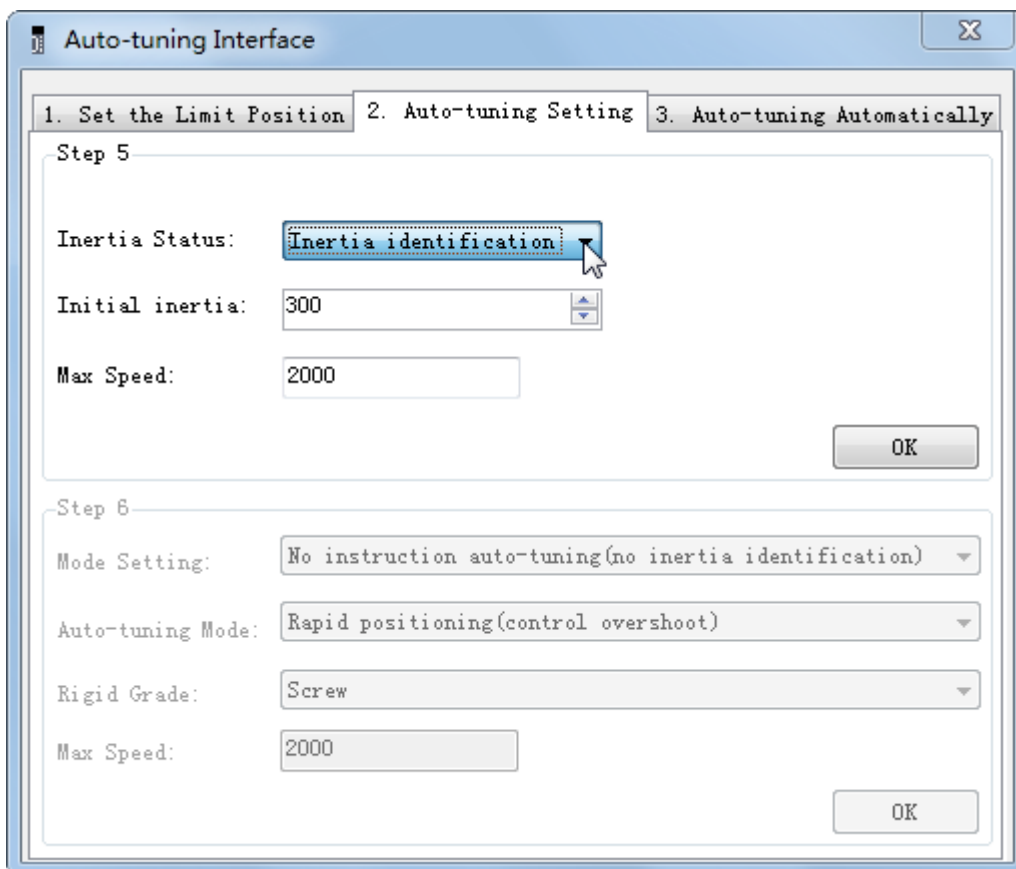 Auto-tuning Interface
1. Set the Limit Position 2. Auto-tuning Setting 3. Auto-tuning Automatically
Step 5
Inertia Status: Inertia identification
Initial inertia: 300
Max Speed: 2000
OK
Step 6
Mode Setting: No instruction auto-tuning(no inertia identification)
Auto-tuning Mode: Rapid positioning(control overshoot)
Rigid Grade: Screw
Max Speed: 2000
OK